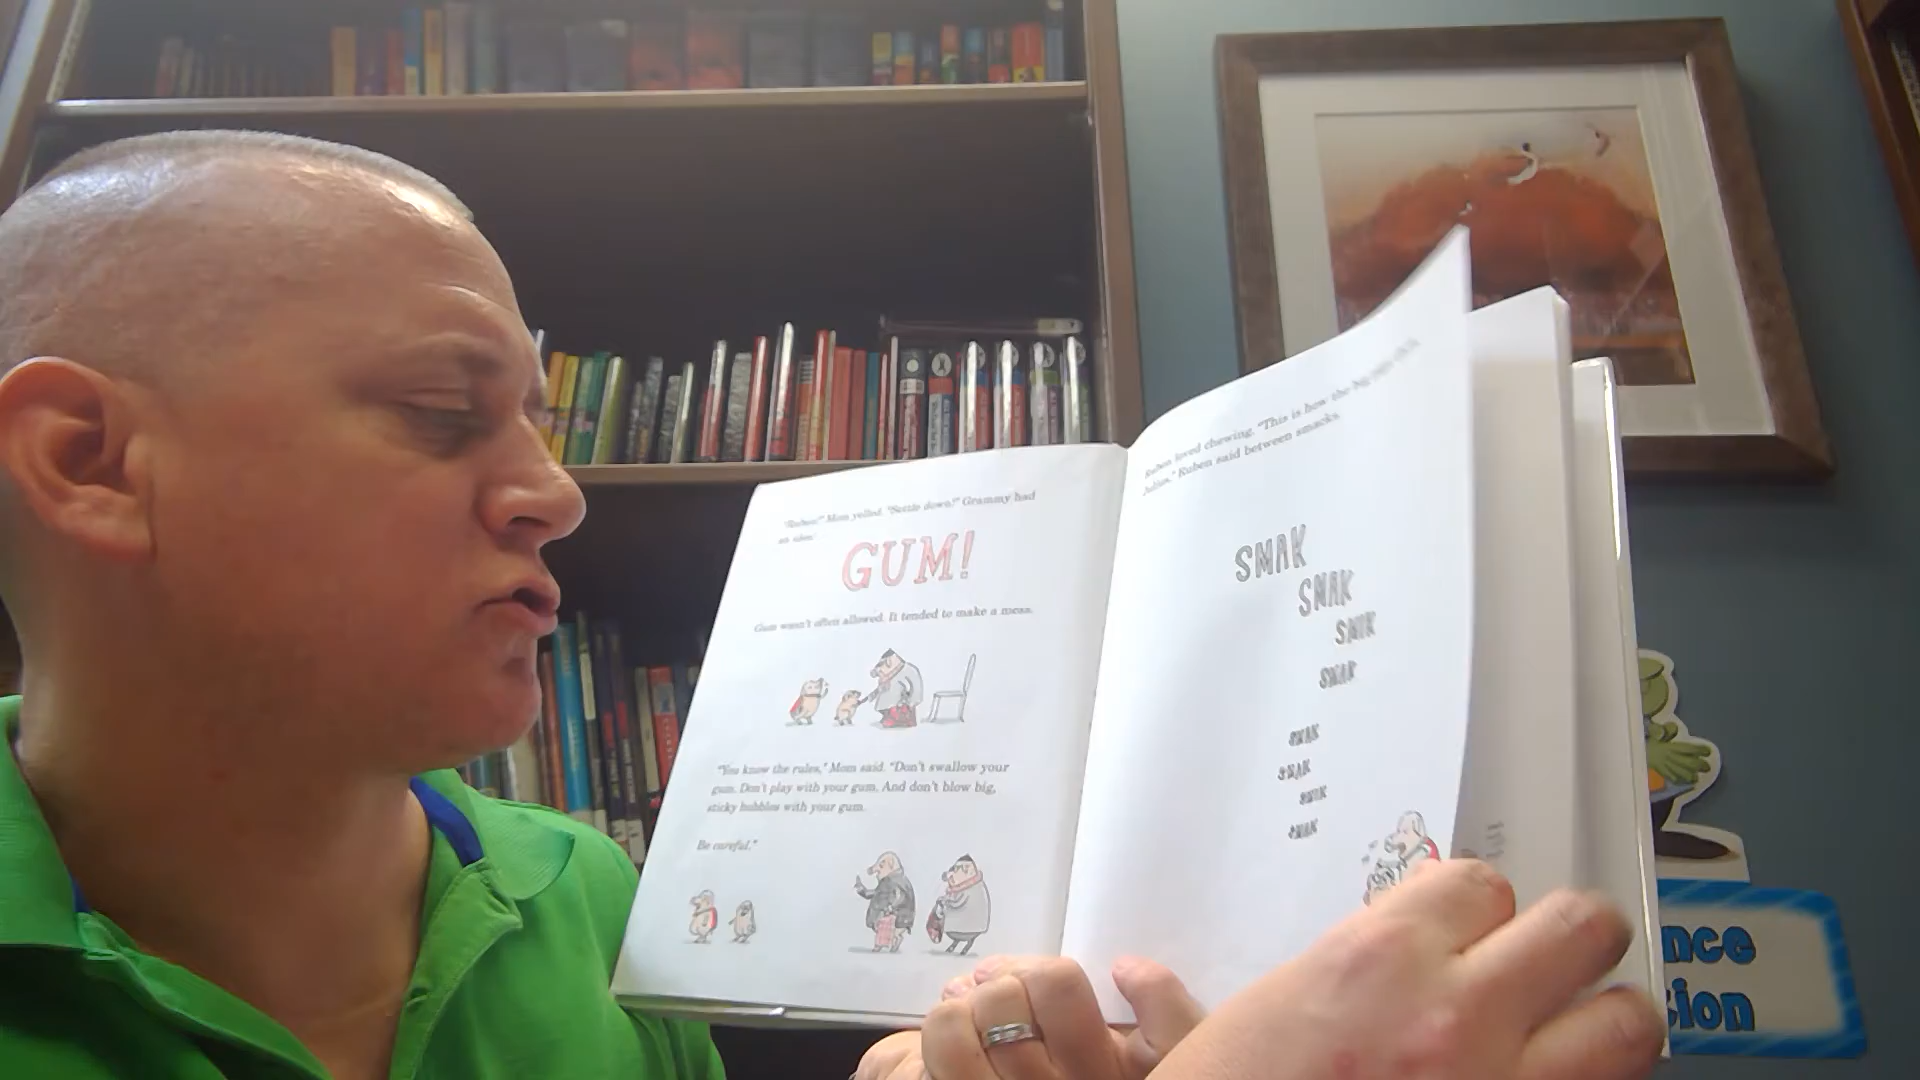 "Ruben!" Mom yelled. "Settle down!" Grammy had
an idea:
GUM!
Gum wasn't often allowed. It tended to make a mess.
"You know the rules," Mom said. "Don't swallow your
gum. Don't play with your gum. And don't blow big,
sticky bubbles with your gum.
Be careful."
Ruben loved chewing. "This is how the big pigs
Julius," Ruben said between smacks.
SMAK
SMAK
SMAK
SMAK
SMAK
SMAK
SMAK
SMAK
nce
tion